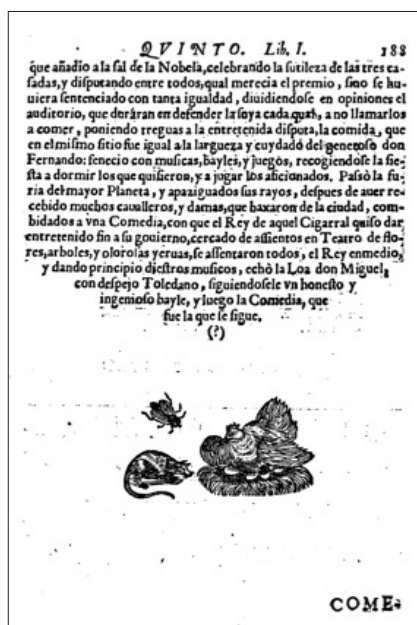 QVINTO. Lib. I. 188
que añadio a la sal de la Nobela, celebrando la sutileza de las tres ca-
sadas, y disputando entre todos, qual merecia el premio, sino se hu-
uiera sentenciado con tanta igualdad, diuidiendose en opiniones el
auditorio, que duràran en defender la suya cada qual, a no llamarlos
a comer, poniendo treguas a la entretenida disputa, la comida, que
en el mismo sitio fue igual a la largueza y cuydado del generoso don
Fernando: fenecio con musicas, bayles, y juegos, recogiendose la sie-
sta a dormir los que quisieron, y a jugar los aficionados. Passò la fu-
ria del mayor Planeta, y apaziguados sus rayos, despues de auer re-
cebido muchos caualleros, y damas, que baxaron de la ciudad, com-
bidados a vna Comedia, con que el Rey de aquel Cigarral quiso dar
entretenido fin a su gouierno, cercado de assientos en Teatro de flo-
res, arboles, y olorosas yeruas, se assentaron todos, el Rey en medio,
y dando principio diestros musicos, echò la Loa don Miguel,
con despejo Toledano, siguiendosele vn honesto y
ingenioso bayle, y luego la Comedia, que
fue la que se sigue.
(?)
COME-